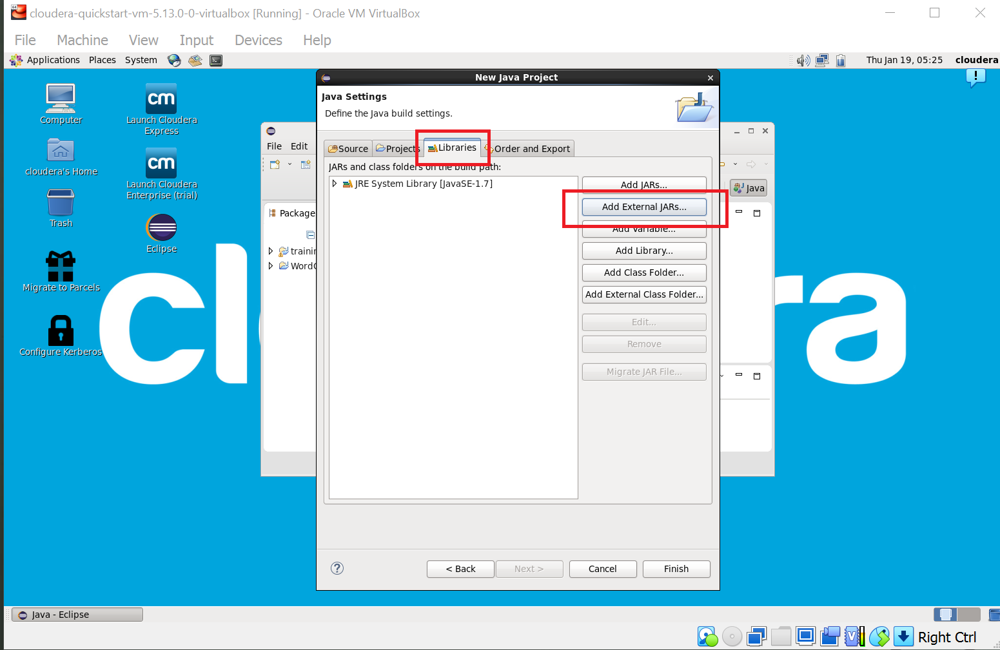 cloudera-quickstart-vm-5.13.0-0-virtualbox [Running] - Oracle VM VirtualBox
File Machine View Input Devices Help
Applications Places System Thu Jan 19, 05:25 cloudera
New Java Project
Java Settings
Define the Java build settings.
Computer
Launch Cloudera
Express
cloudera's Home
Launch Cloudera
Enterprise (trial)
Trash
Eclipse
Migrate to Parcels
Configure Kerberos
File Edit
Package
Java
Source Projects Libraries Order and Export
JARs and class folders on the build path:
JRE System Library [JavaSE-1.7]
Add JARs...
Add External JARs...
Add Variable...
Add Library...
Add Class Folder...
Add External Class Folder...
Edit...
Remove
Migrate JAR File...
< Back Next > Cancel Finish
Java - Eclipse
Right Ctrl
cm
cm
64
!
?